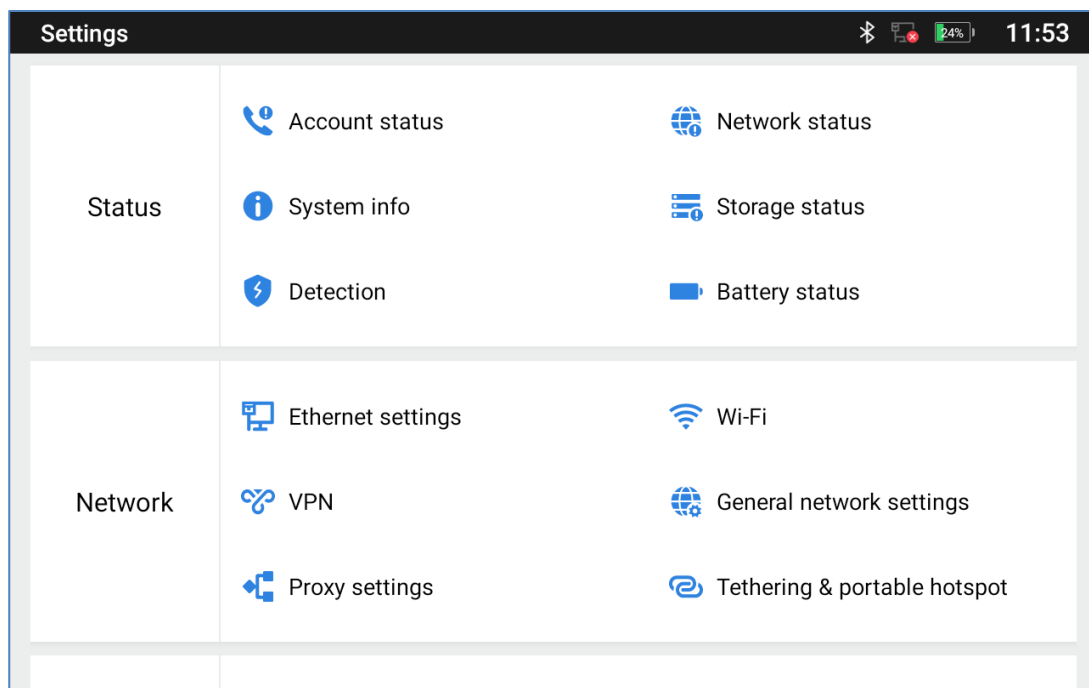 Settings
24%
11:53
Status
Account status
Network status
System info
Storage status
Detection
Battery status
Network
Ethernet settings
Wi-Fi
VPN
General network settings
Proxy settings
Tethering & portable hotspot